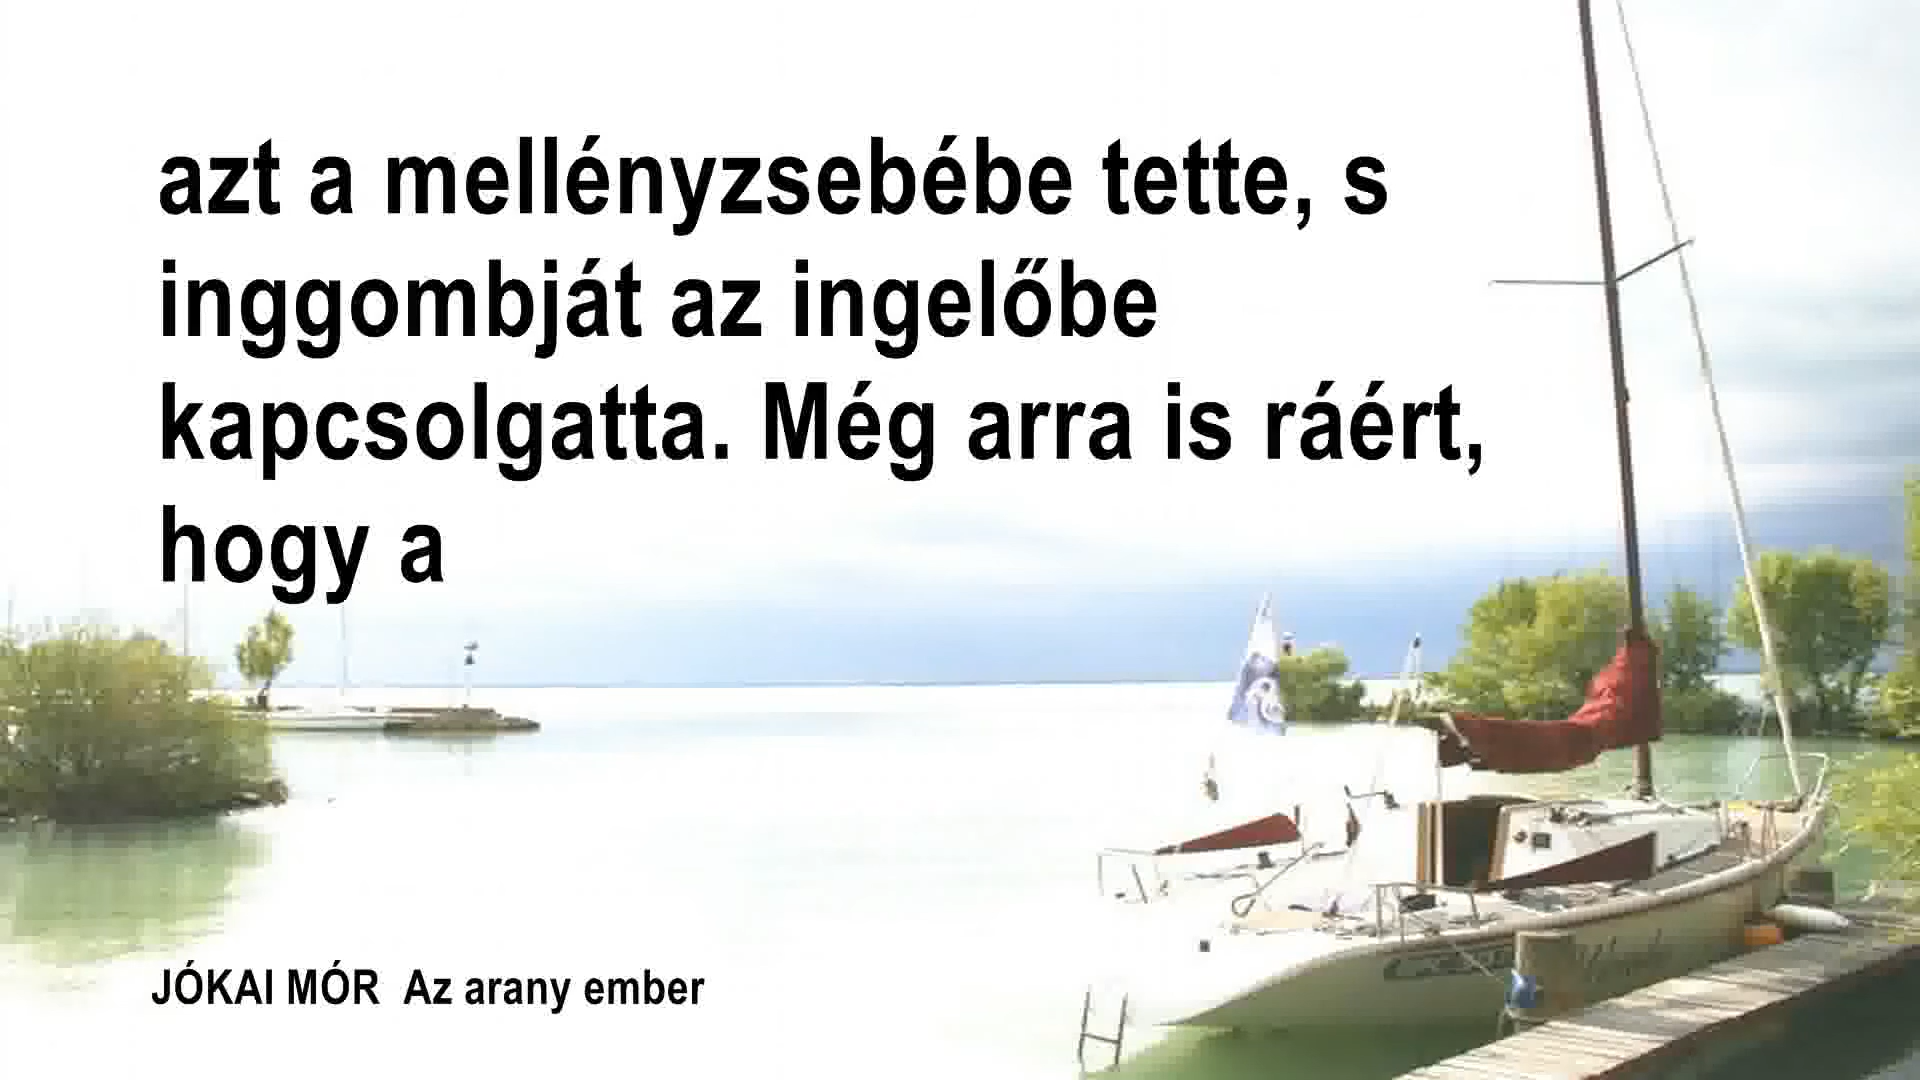 azt a mellényzsebébe tette, s
inggombját az ingelőbe
kapcsolgatta. Még arra is ráért,
hogy a
JÓKAI MÓR  Az arany ember